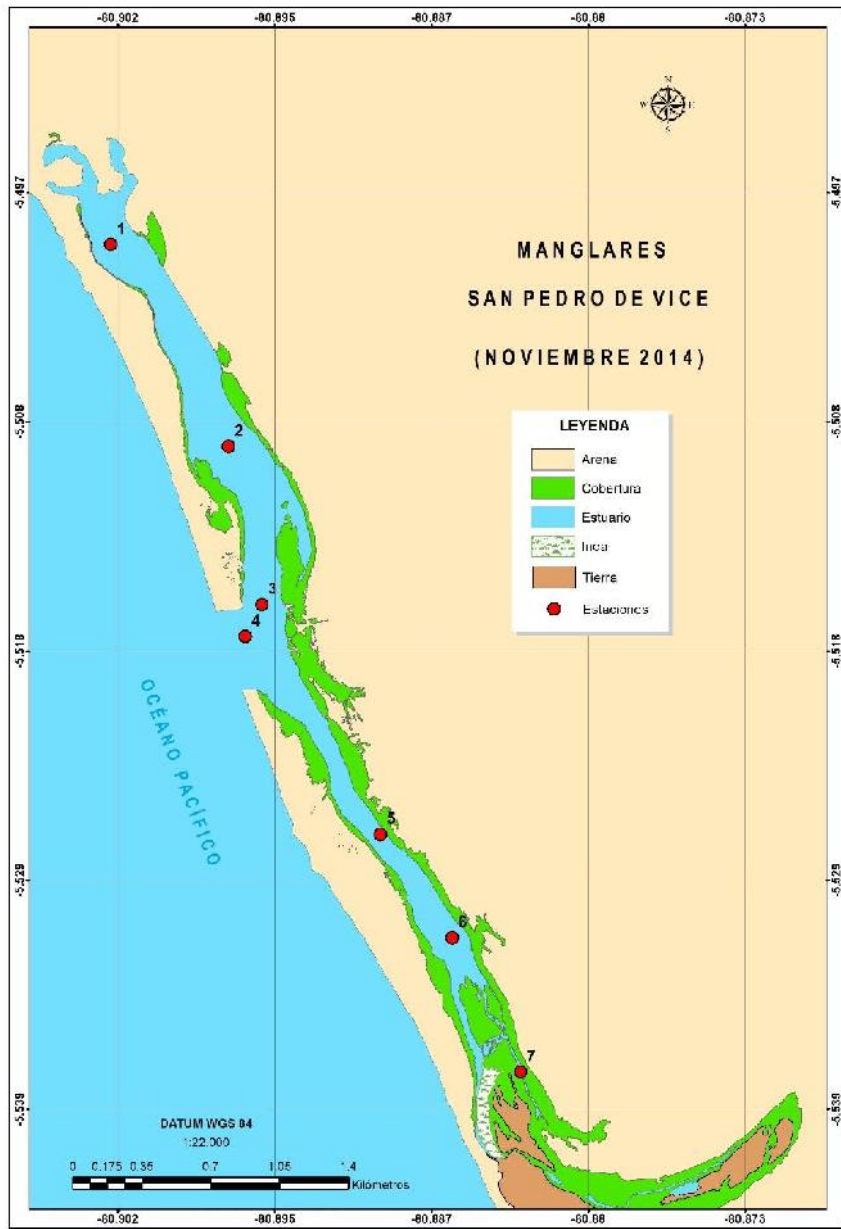 -80.902 -80.895 -80.887 -80.88 -80.873
N
W E
S
-5.497 -5.497
1
MANGLARES
SAN PEDRO DE VICE
(NOVIEMBRE 2014)
-5.508 -5.508
LEYENDA
2
Arena
Cobertura
Estuario
Tierra
Estaciones
3
4
-5.518 -5.518
OCÉANO PACÍFICO
5
-5.529 -5.529
6
7
-5.539 -5.539
DATUM WGS 84
1:22.000
0 0.175 0.35 0.7 1.05 1.4
Kilómetros
-80.902 -80.895 -80.887 -80.88 -80.873